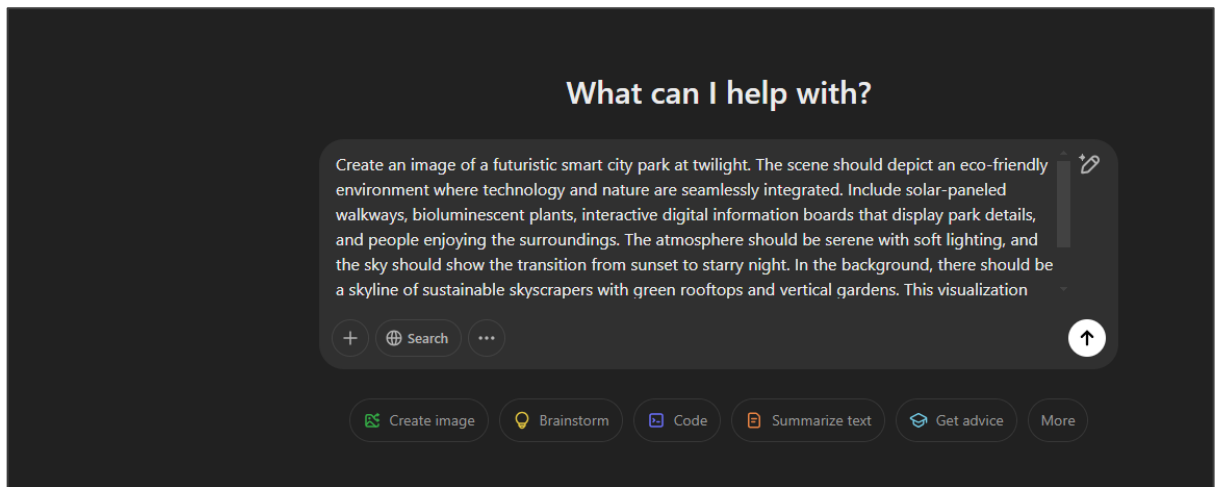 What can I help with?
Create an image of a futuristic smart city park at twilight. The scene should depict an eco-friendly
environment where technology and nature are seamlessly integrated. Include solar-paneled
walkways, bioluminescent plants, interactive digital information boards that display park details,
and people enjoying the surroundings. The atmosphere should be serene with soft lighting, and
the sky should show the transition from sunset to starry night. In the background, there should be
a skyline of sustainable skyscrapers with green rooftops and vertical gardens. This visualization
Search
Create image Brainstorm Code Summarize text Get advice More